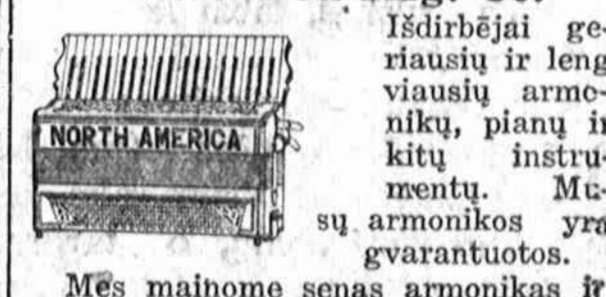 Išdirbėjai ge-
riausių ir leng
viausių armo-
nikų, pianų ir
kitų instru-
mentų. Mu-
sų armonikos yra
gvarantuotos.
NORTH AMERICA
Mes mainome senas armonikas ir